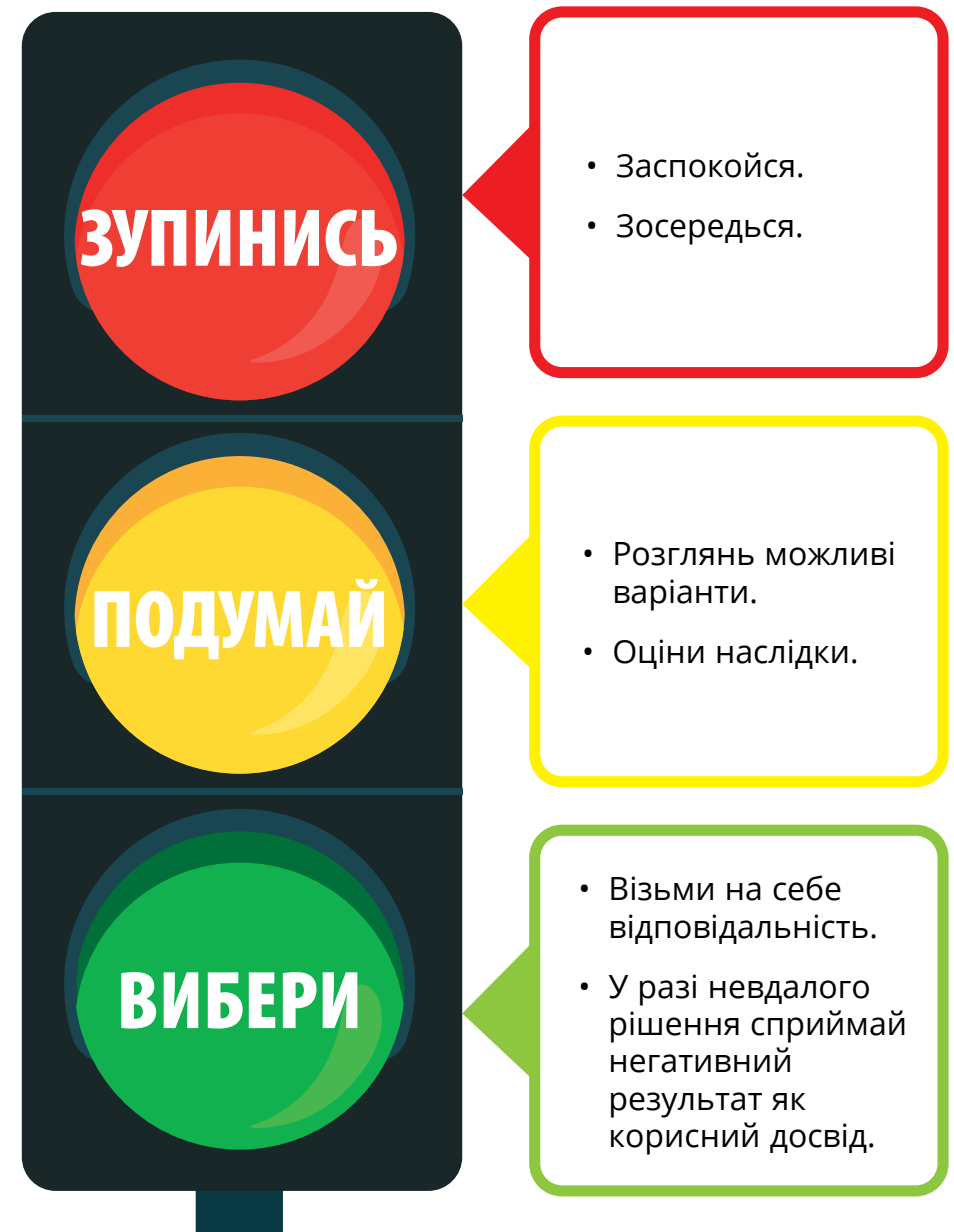 ЗУПИНИСЬ
• Заспокойся.
• Зосередься.
ПОДУМАЙ
• Розглянь можливі
варіанти.
• Оціни наслідки.
ВИБЕРИ
• Візьми на себе
відповідальність.
• У разі невдалого
рішення сприймай
негативний
результат як
корисний досвід.